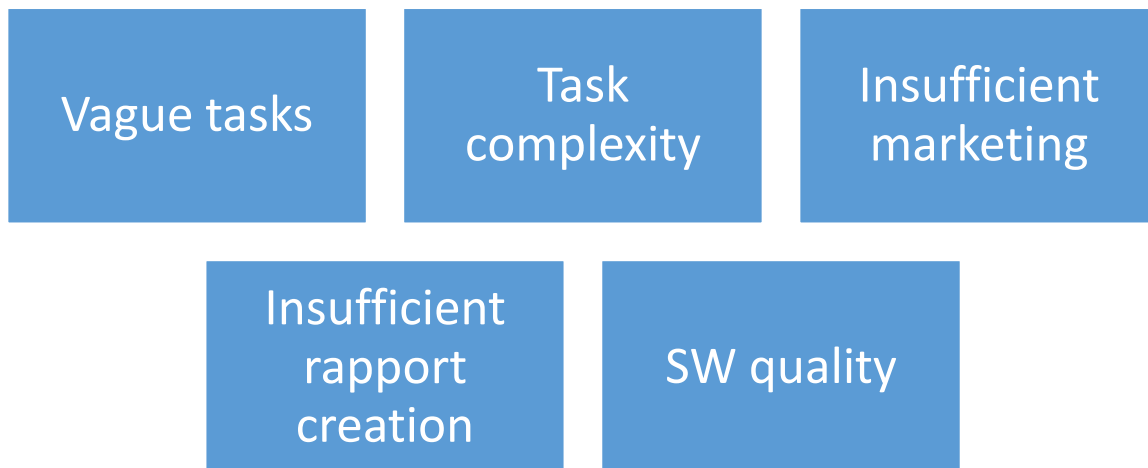 Vague tasks
Task
complexity
Insufficient
marketing
Insufficient
rapport
creation
SW quality